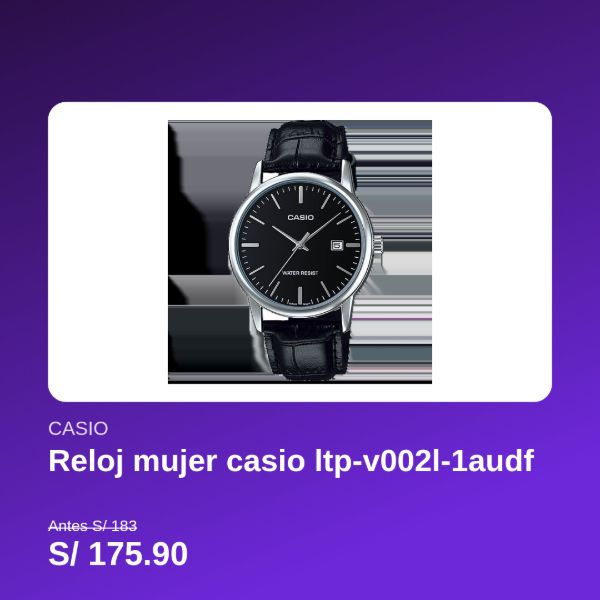 CASIO
WATER RESIST
CASIO
Reloj mujer casio ltp-v002l-1audf
Antes S/ 183
S/ 175.90